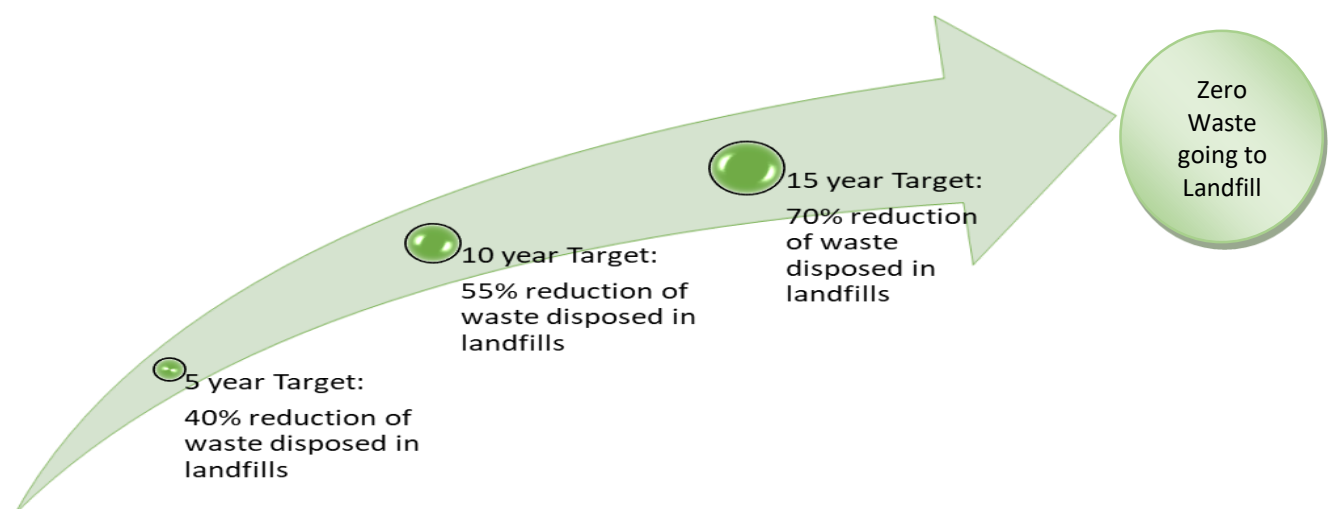 Zero
Waste
going to
Landfill
15 year Target:
70% reduction
of waste
disposed in
landfills
10 year Target:
55% reduction of
waste disposed in
landfills
5 year Target:
40% reduction of
waste disposed in
landfills